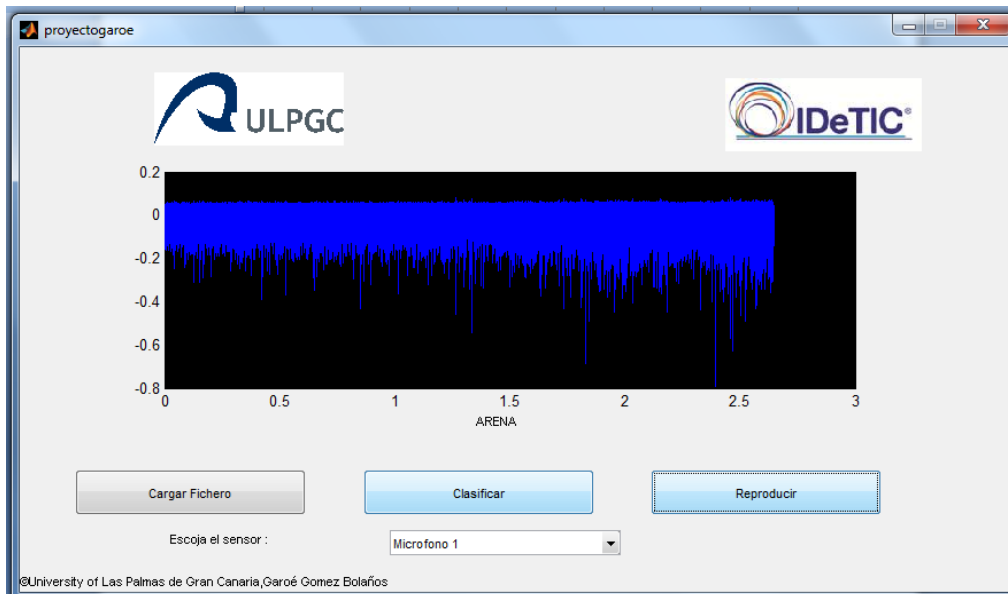 proyectogaroe
ULPGC
IDeTIC®
0.2
0
-0.2
-0.4
-0.6
-0.8
0 0.5 1 1.5 2 2.5 3
ARENA
Cargar Fichero Clasificar Reproducir
Escoja el sensor : Microfono 1
©University of Las Palmas de Gran Canaria,Garoé Gomez Bolaños